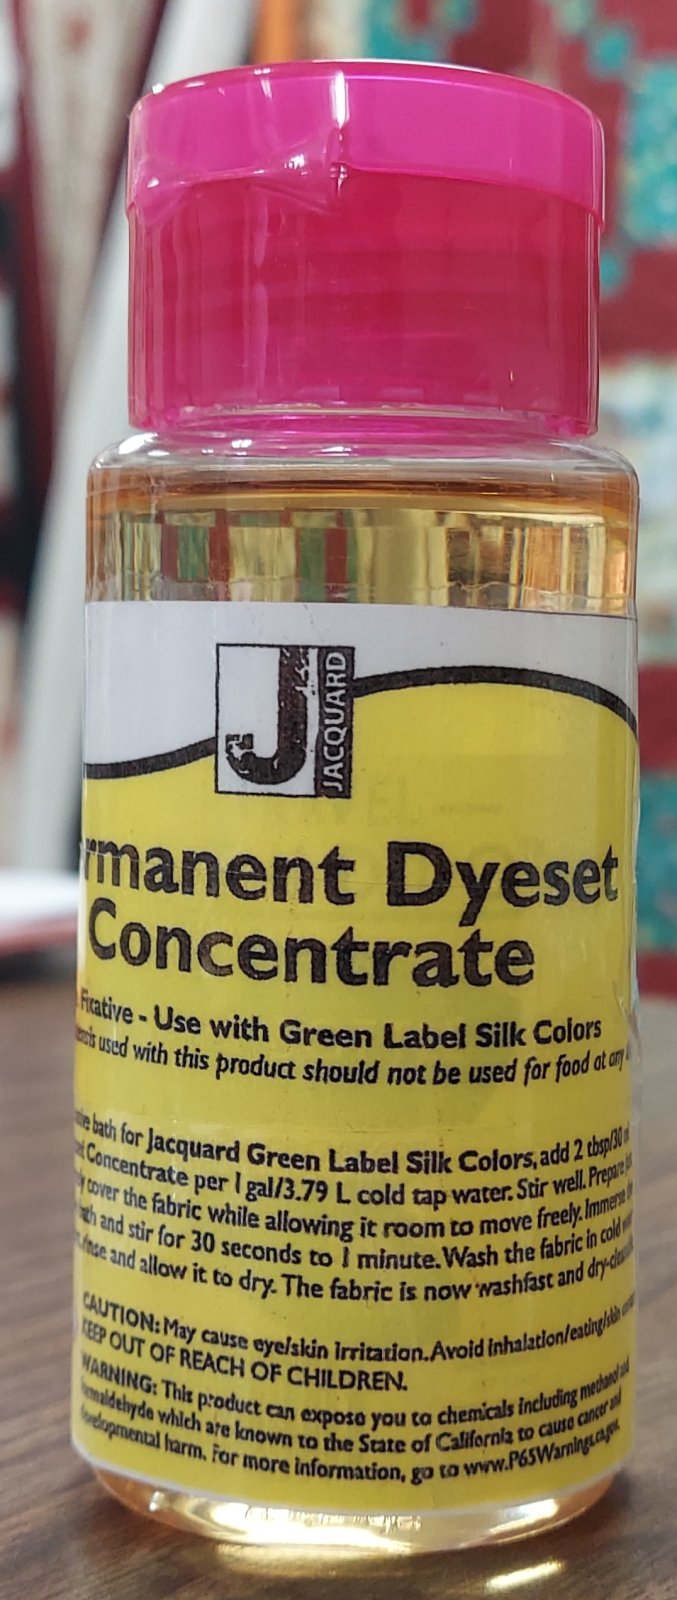 J
JACQUARD
rmanent Dyeset
Concentrate
Fixative - Use with Green Label Silk Colors
used with this product should not be used for food at any
bath for Jacquard Green Label Silk Colors, add 2 tbsp/30 ml
Concentrate per 1 gal/3.79 L cold tap water. Stir well. Prepare
cover the fabric while allowing it room to move freely. Immerse
and stir for 30 seconds to 1 minute. Wash the fabric in cold
rinse and allow it to dry. The fabric is now washfast and
CAUTION: May cause eye/skin irritation. Avoid inhalation/eating/skin
KEEP OUT OF REACH OF CHILDREN.
WARNING: This product can expose you to chemicals including methanol and
rmaldehyde which are known to the State of California to cause cancer and
developmental harm. For more information, go to www.P65Warnings.ca.gov.